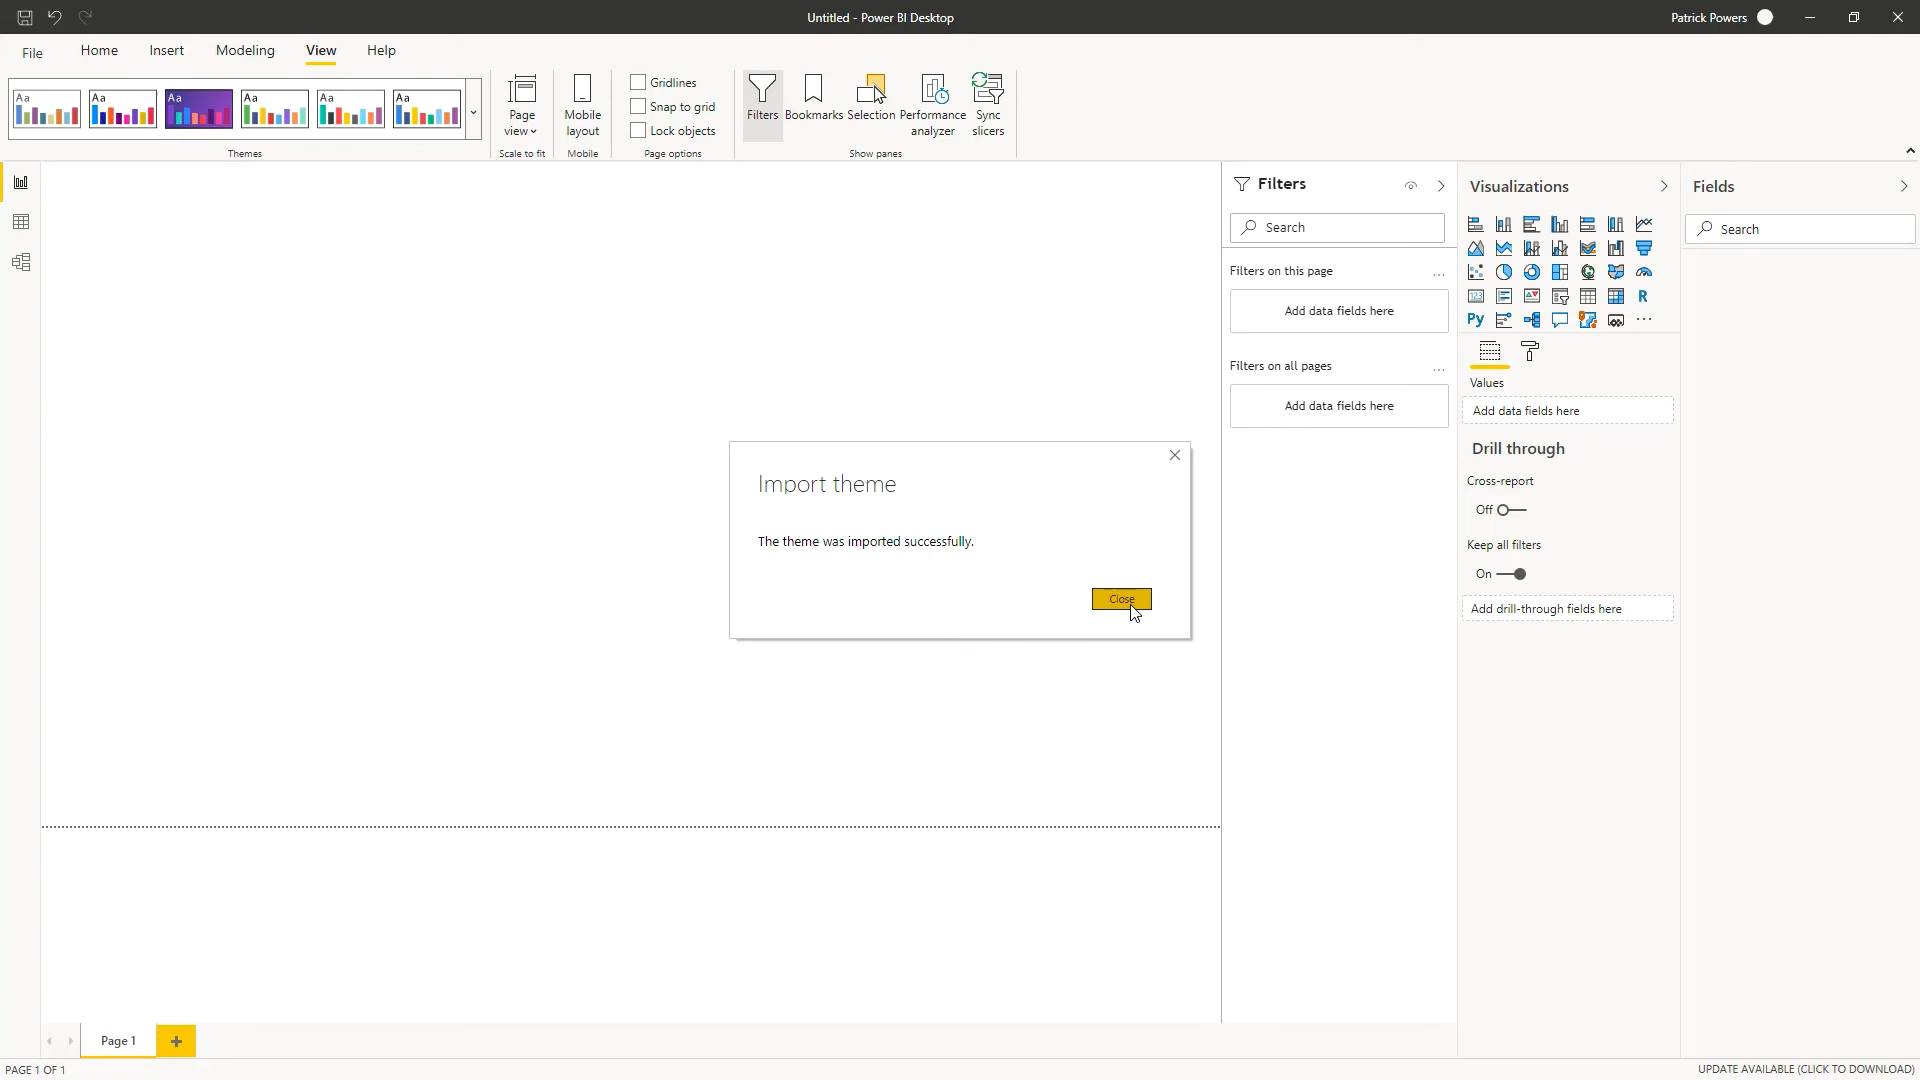 Untitled - Power BI Desktop
Patrick Powers
File
Home
Insert
Modeling
View
Help
Aa
Aa
Aa
Aa
Aa
Aa
Themes
Page
view
Scale to fit
Mobile
layout
Mobile
Gridlines
Snap to grid
Lock objects
Page options
Filters
Bookmarks
Selection
Performance
analyzer
Sync
slicers
Show panes
Filters
Search
Filters on this page
...
Add data fields here
Filters on all pages
...
Add data fields here
Visualizations
123
R
Py
...
Values
Add data fields here
Drill through
Cross-report
Off
Keep all filters
On
Add drill-through fields here
Fields
Search
Import theme
The theme was imported successfully.
Close
Page 1
+
PAGE 1 OF 1
UPDATE AVAILABLE (CLICK TO DOWNLOAD)